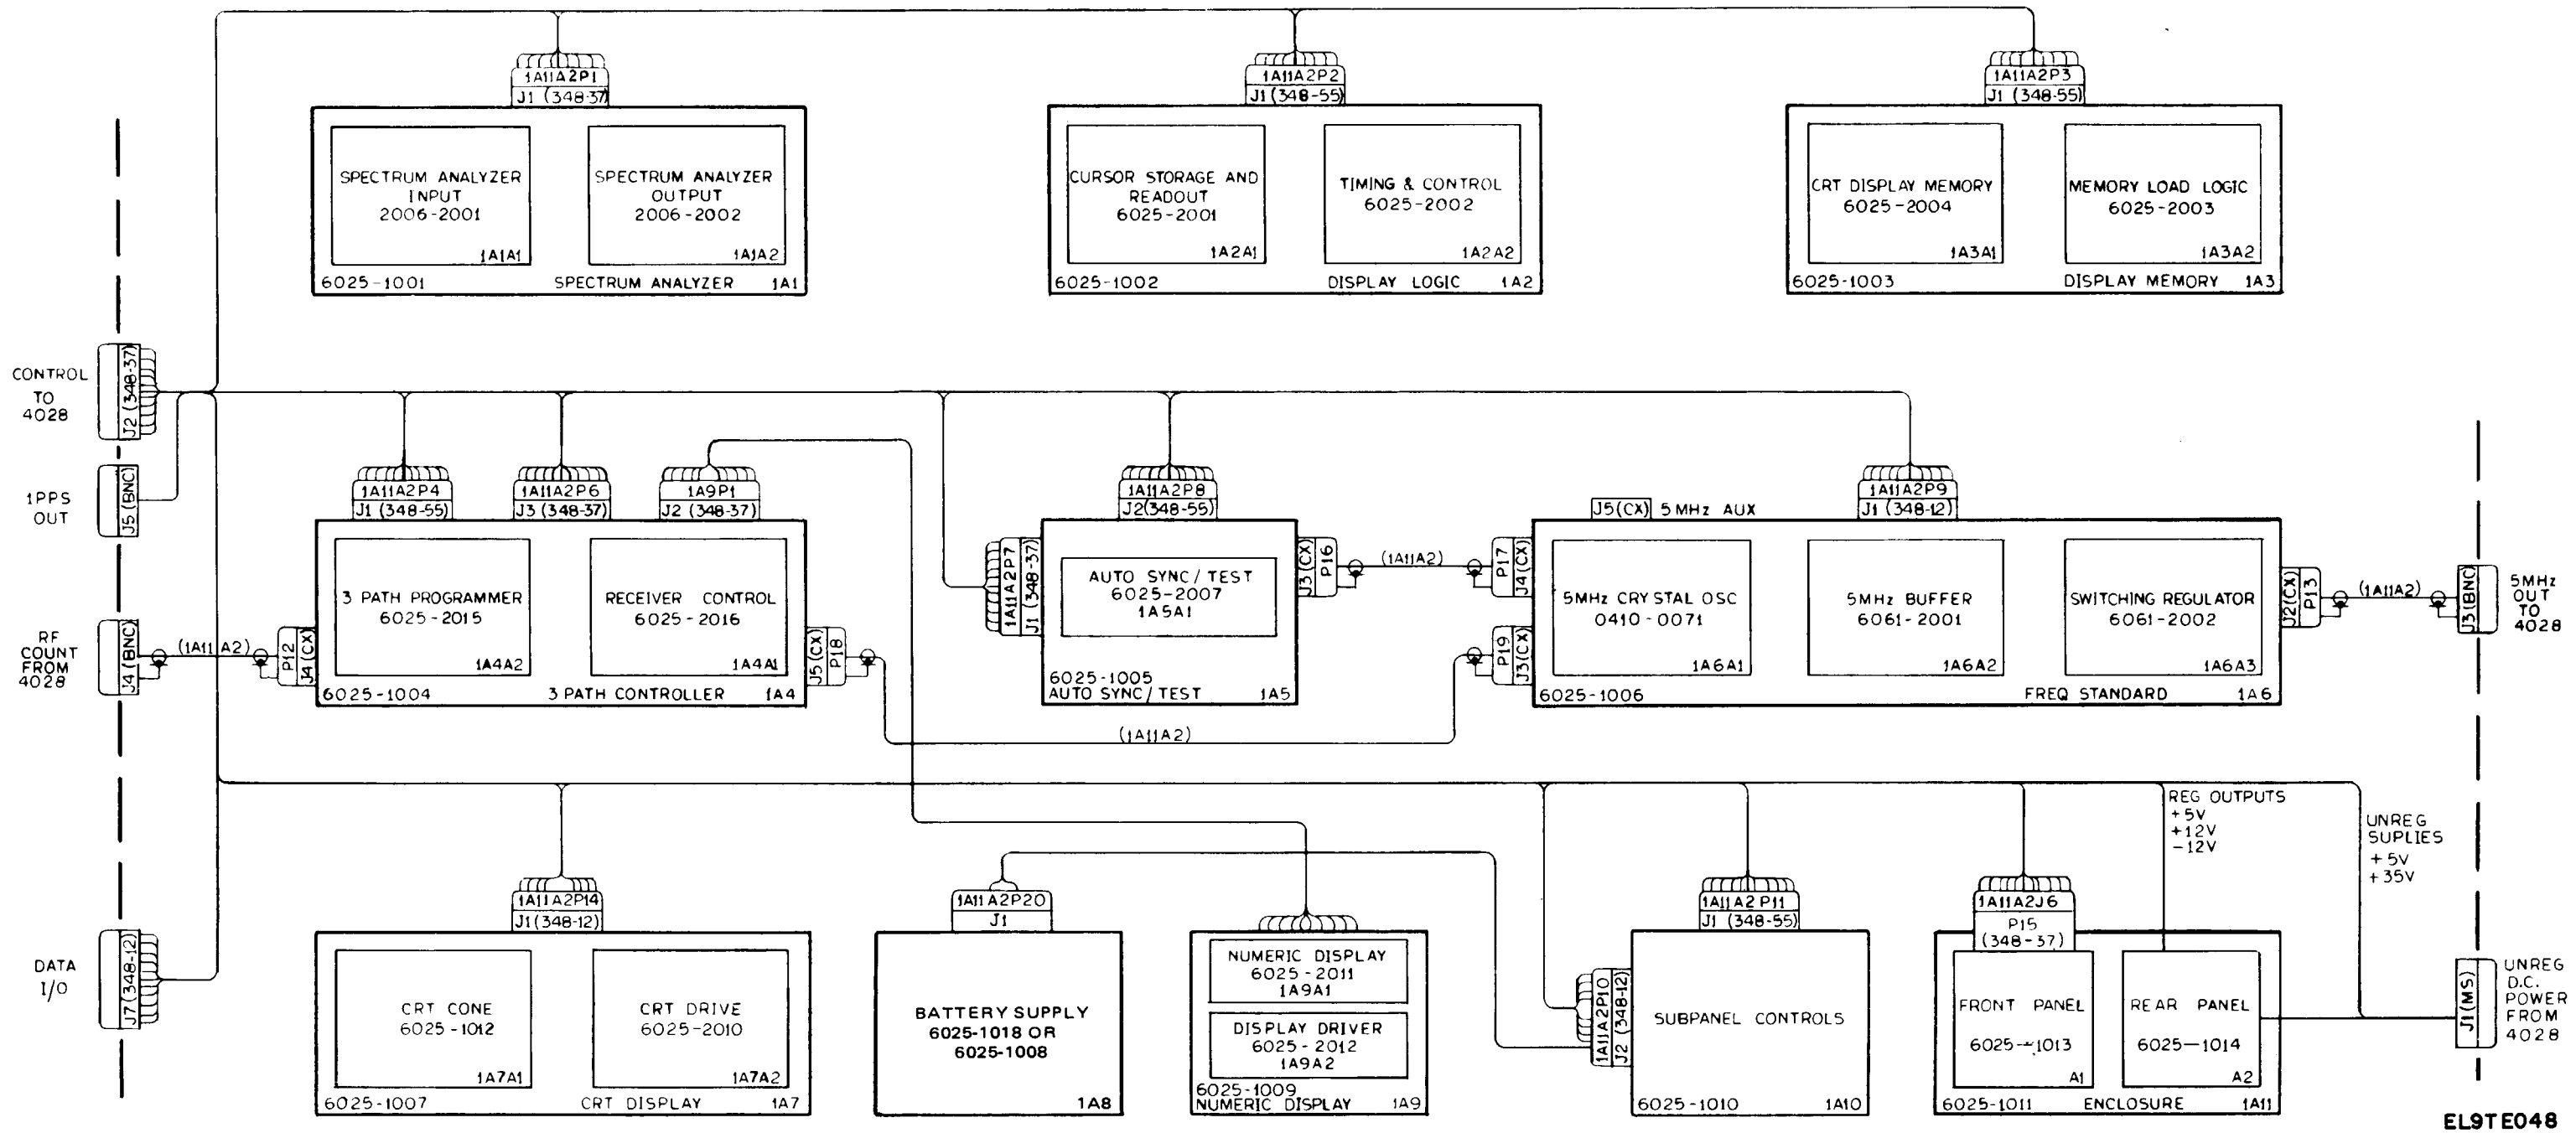 1A11A2P1
J1 (348-37)
SPECTRUM ANALYZER
INPUT
2006-2001
1A1A1
SPECTRUM ANALYZER
OUTPUT
2006-2002
1A1A2
6025-1001
SPECTRUM ANALYZER
1A1
1A11A2P2
J1 (348-55)
CURSOR STORAGE AND
READOUT
6025-2001
1A2A1
TIMING & CONTROL
6025-2002
1A2A2
6025-1002
DISPLAY LOGIC
1A2
1A11A2P3
J1 (348-55)
CRT DISPLAY MEMORY
6025-2004
1A3A1
MEMORY LOAD LOGIC
6025-2003
1A3A2
6025-1003
DISPLAY MEMORY
1A3
CONTROL
TO
4028
J2 (348-37)
1PPS
OUT
J5 (BNC)
RF
COUNT
FROM
4028
J4 (BNC)
(1A11A2)
P12
J4 (CX)
1A11A2P4
J1 (348-55)
1A11A2P6
J3 (348-37)
1A9P1
J2 (348-37)
3 PATH PROGRAMMER
6025-2015
1A4A2
RECEIVER CONTROL
6025-2016
1A4A1
6025-1004
3 PATH CONTROLLER
1A4
J5 (CX)
P18
(1A11A2)
1A11A2P7
J1 (348-37)
1A11A2P8
J2 (348-55)
AUTO SYNC / TEST
6025-2007
1A5A1
6025-1005
AUTO SYNC / TEST
1A5
J3 (CX)
P16
(1A11A2)
P17
J4 (CX)
P19
J3 (CX)
J5 (CX)
5 MHz AUX
1A11A2P9
J1 (348-12)
5MHz CRYSTAL OSC
0410-0071
1A6A1
5MHz BUFFER
6061-2001
1A6A2
SWITCHING REGULATOR
6061-2002
1A6A3
6025-1006
FREQ STANDARD
1A6
J2 (CX)
P13
(1A11A2)
J3 (BNC)
5MHz
OUT
TO
4028
DATA
I/O
J7 (348-12)
1A11A2P14
J1 (348-12)
CRT CONE
6025-1012
1A7A1
CRT DRIVE
6025-2010
1A7A2
6025-1007
CRT DISPLAY
1A7
1A11A2P20
J1
BATTERY SUPPLY
6025-1018 OR
6025-1008
1A8
NUMERIC DISPLAY
6025-2011
1A9A1
DISPLAY DRIVER
6025-2012
1A9A2
6025-1009
NUMERIC DISPLAY
1A9
1A11A2P10
J2 (348-12)
1A11A2P11
J1 (348-55)
SUBPANEL CONTROLS
6025-1010
1A10
1A11A2J6
P15
(348-37)
FRONT PANEL
6025-1013
A1
REAR PANEL
6025-1014
A2
6025-1011
ENCLOSURE
1A11
REG OUTPUTS
+5V
+12V
-12V
UNREG
SUPLIES
+5V
+35V
J1 (MS)
UNREG
D.C.
POWER
FROM
4028
EL9TE048